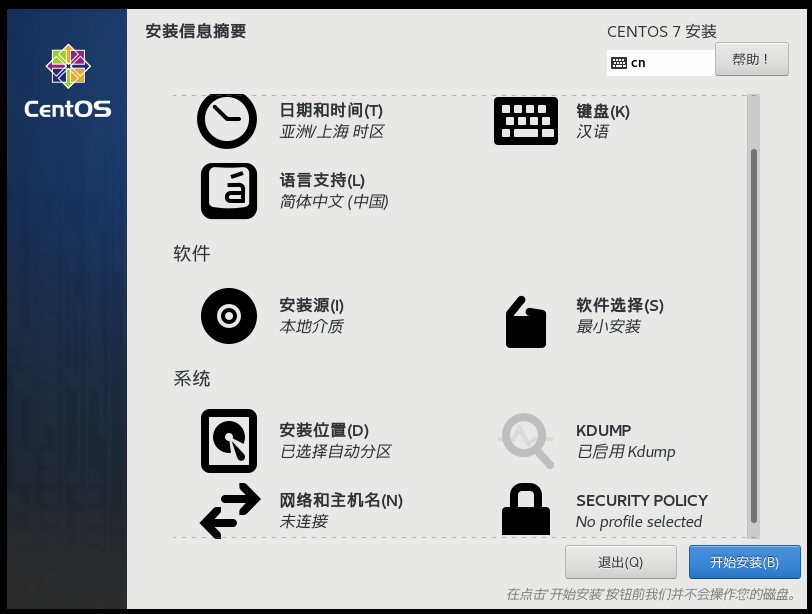 安装信息摘要
CENTOS 7 安装
cn
帮助！
CentOS
日期和时间(T)
亚洲/上海 时区
键盘(K)
汉语
á
语言支持(L)
简体中文 (中国)
软件
安装源(I)
本地介质
软件选择(S)
最小安装
系统
安装位置(D)
已选择自动分区
KDUMP
已启用 Kdump
网络和主机名(N)
未连接
SECURITY POLICY
No profile selected
退出(Q)
开始安装(B)
在点击'开始安装'按钮前我们并不会操作您的磁盘。